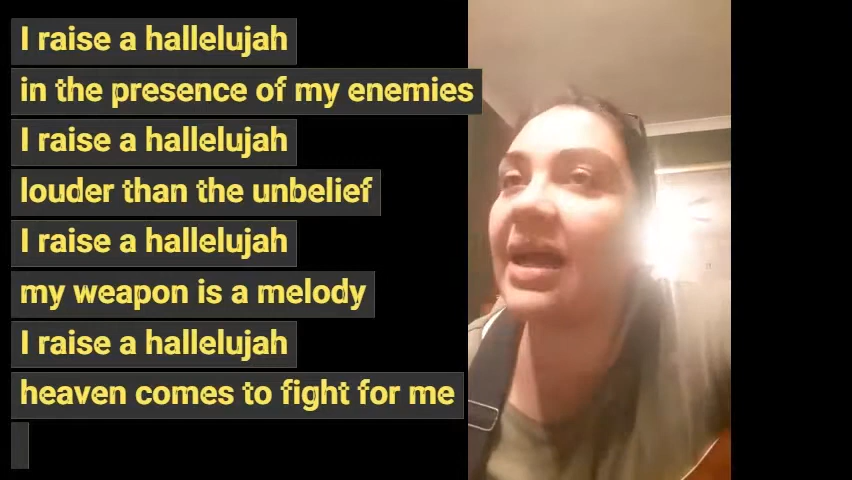 I raise a hallelujah
in the presence of my enemies
I raise a hallelujah
louder than the unbelief
I raise a hallelujah
my weapon is a melody
I raise a hallelujah
heaven comes to fight for me